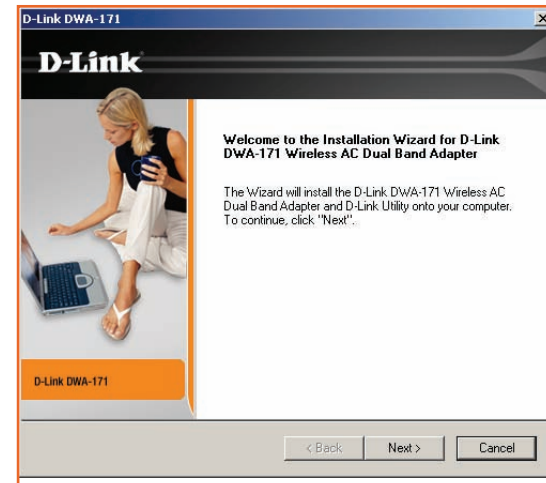 D-Link DWA-171
D-Link
Welcome to the Installation Wizard for D-Link
DWA-171 Wireless AC Dual Band Adapter
The Wizard will install the D-Link DWA-171 Wireless AC
Dual Band Adapter and D-Link Utility onto your computer.
To continue, click "Next".
D-Link DWA-171
< Back Next > Cancel